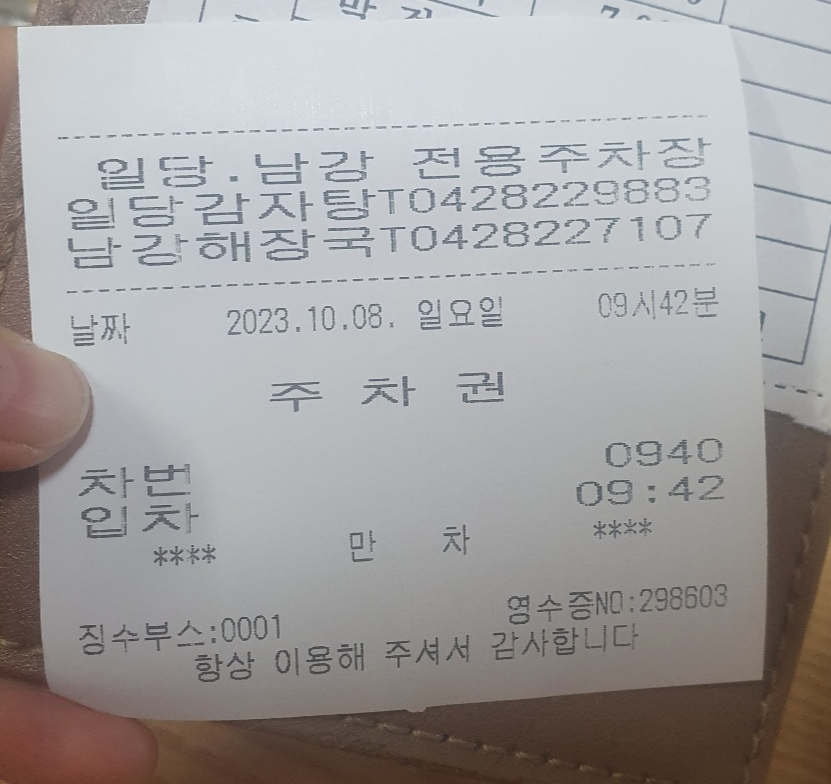 일당.남강 전용주차장
일당감자탕T0428229883
남강해장국T0428227107
날짜 2023.10.08. 일요일 09시42분
주 차 권
차번 0940
입차 09:42
**** 만 차 ****
징수부스:0001 영수증NO:298603
항상 이용해 주셔서 감사합니다